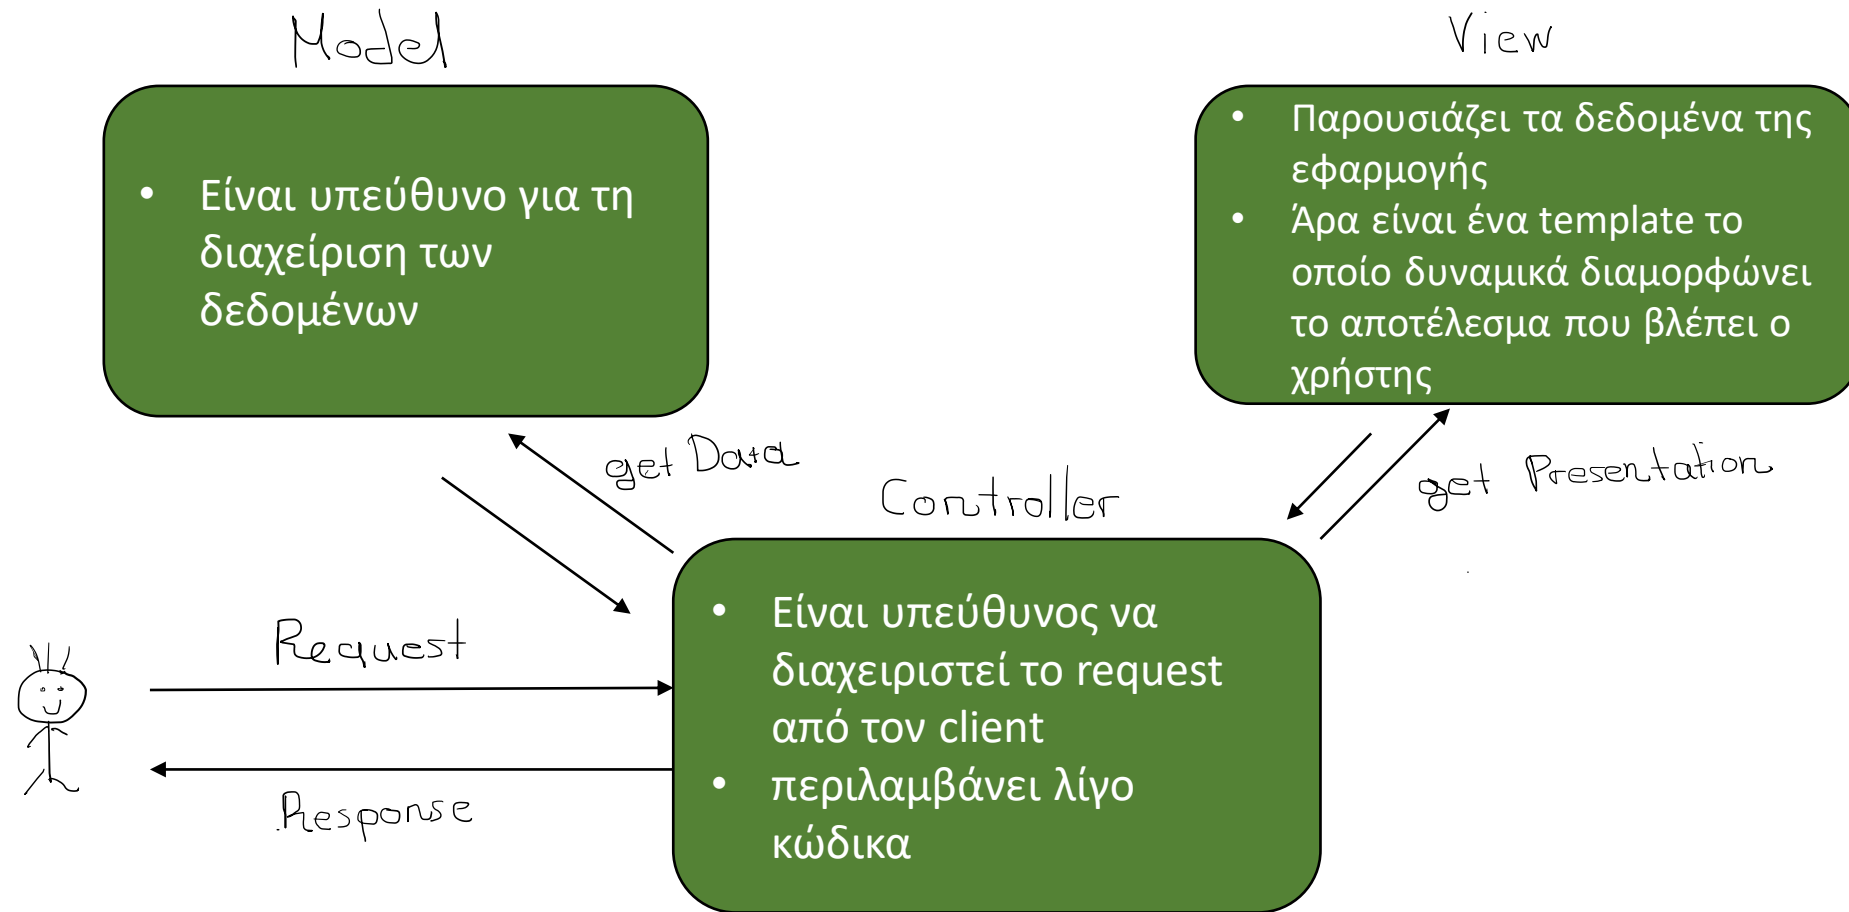 Model
• Είναι υπεύθυνο για τη
διαχείριση των
δεδομένων
View
• Παρουσιάζει τα δεδομένα της
εφαρμογής
• Άρα είναι ένα template το
οποίο δυναμικά διαμορφώνει
το αποτέλεσμα που βλέπει ο
χρήστης
get Data
get Presentation
Controller
• Είναι υπεύθυνος να
διαχειριστεί το request
από τον client
• περιλαμβάνει λίγο
κώδικα
Request
Response